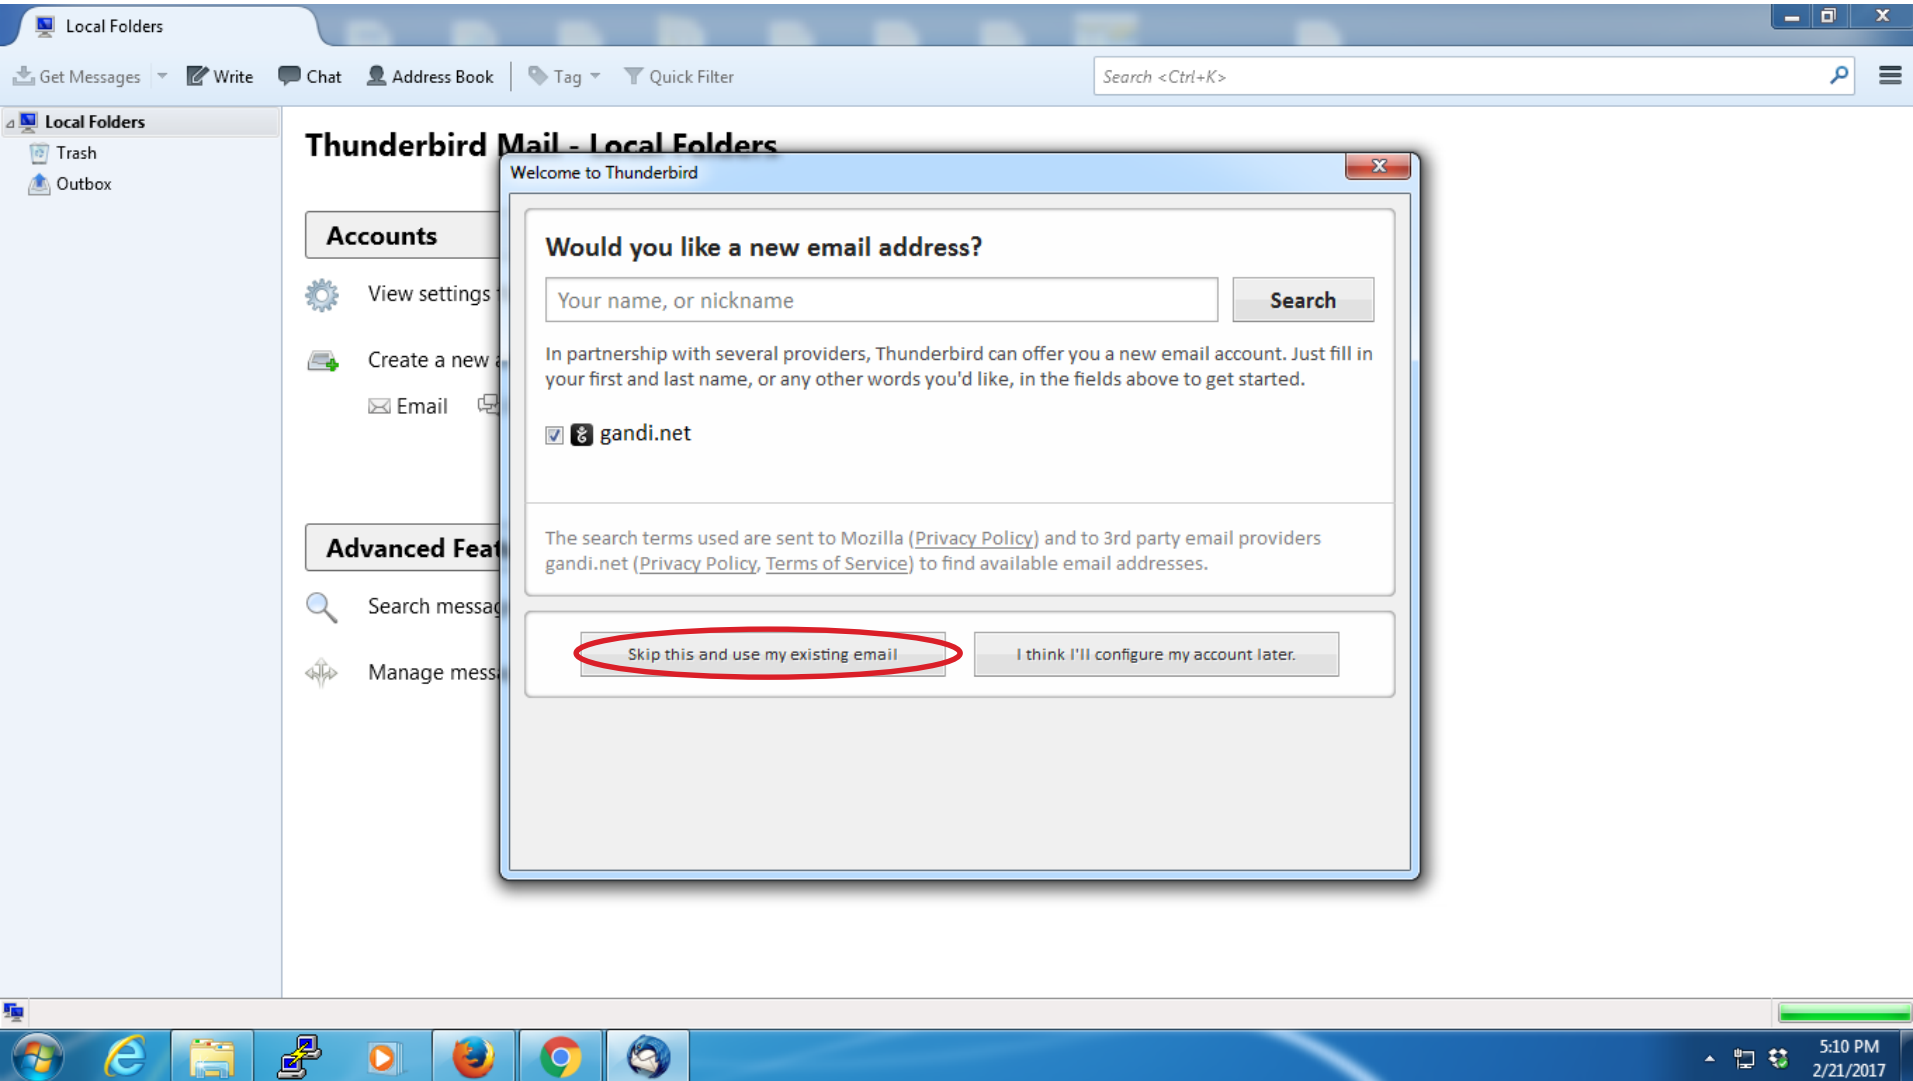 Local Folders
Get Messages
Write
Chat
Address Book
Tag
Quick Filter
Search <Ctrl+K>
Local Folders
Trash
Outbox
Thunderbird Mail - Local Folders
Accounts
View settings
Create a new
Email
Advanced Feat
Search messag
Manage mess
Welcome to Thunderbird
Would you like a new email address?
Your name, or nickname
Search
In partnership with several providers, Thunderbird can offer you a new email account. Just fill in
your first and last name, or any other words you'd like, in the fields above to get started.
gandi.net
The search terms used are sent to Mozilla (Privacy Policy) and to 3rd party email providers
gandi.net (Privacy Policy, Terms of Service) to find available email addresses.
Skip this and use my existing email
I think I'll configure my account later.
5:10 PM
2/21/2017